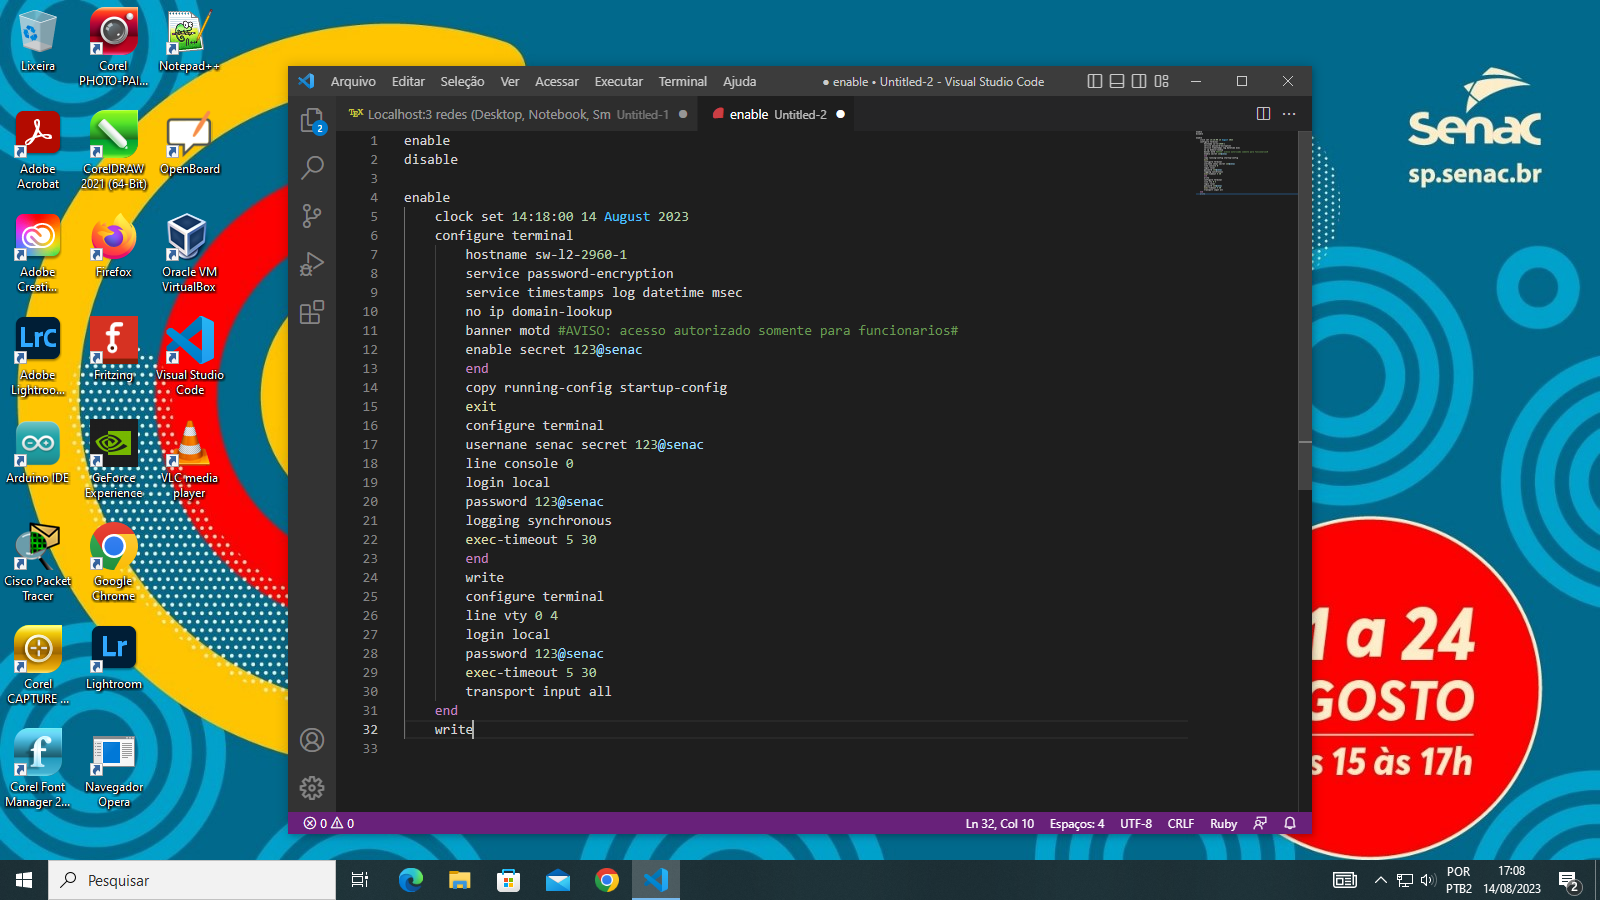 Lixeira
Corel
PHOTO-PAI...
Notepad++
Adobe
Acrobat
CorelDRAW
2021 (64-Bit)
OpenBoard
Adobe
Creati...
Firefox
Oracle VM
VirtualBox
Adobe
Lightroo...
Fritzing
Visual Studio
Code
Arduino IDE
GeForce
Experience
VLC media
player
Cisco Packet
Tracer
Google
Chrome
Corel
CAPTURE ...
Lightroom
Corel Font
Manager 2...
Navegador
Opera
Arquivo Editar Seleção Ver Acessar Executar Terminal Ajuda
● enable • Untitled-2 - Visual Studio Code
Localhost:3 redes (Desktop, Notebook, Sm Untitled-1 ●
enable Untitled-2 ●
1 enable
2 disable
3
4 enable
5 clock set 14:18:00 14 August 2023
6 configure terminal
7 hostname sw-l2-2960-1
8 service password-encryption
9 service timestamps log datetime msec
10 no ip domain-lookup
11 banner motd #AVISO: acesso autorizado somente para funcionarios#
12 enable secret 123@senac
13 end
14 copy running-config startup-config
15 exit
16 configure terminal
17 usernane senac secret 123@senac
18 line console 0
19 login local
20 password 123@senac
21 logging synchronous
22 exec-timeout 5 30
23 end
24 write
25 configure terminal
26 line vty 0 4
27 login local
28 password 123@senac
29 exec-timeout 5 30
30 transport input all
31 end
32 write
33
2
0 0
Ln 32, Col 10 Espaços: 4 UTF-8 CRLF Ruby
Senac
sp.senac.br
1 a 24
GOSTO
s 15 às 17h
Pesquisar
POR
PTB2
17:08
14/08/2023
2